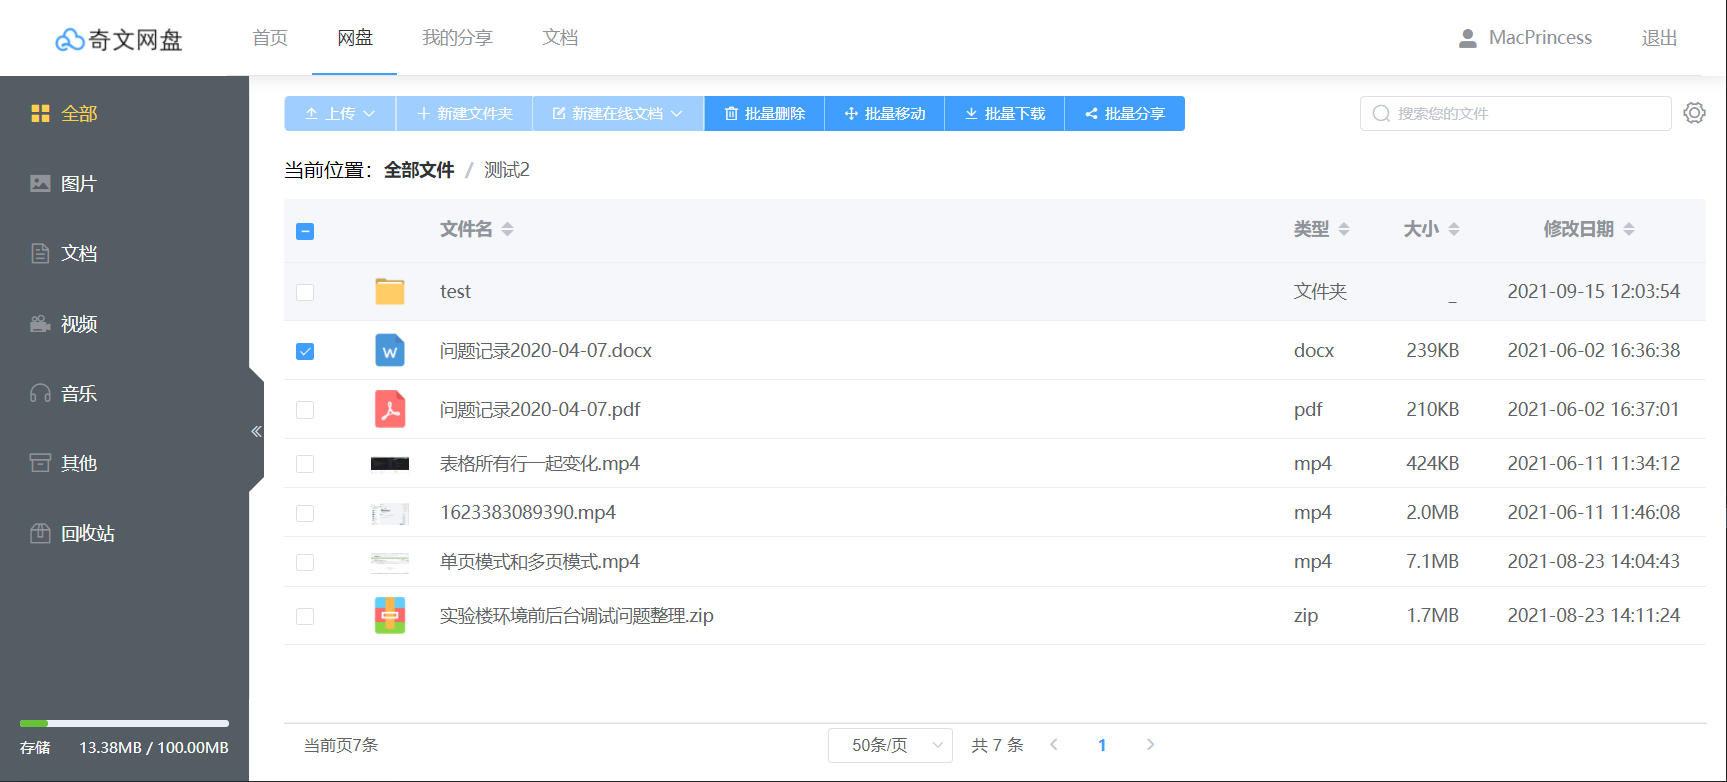 奇文网盘 首页 网盘 我的分享 文档 MacPrincess 退出
全部
图片
文档
视频
音乐
其他
回收站
存储 13.38MB / 100.00MB
上传 新建文件夹 新建在线文档 批量删除 批量移动 批量下载 批量分享 搜索您的文件
当前位置： 全部文件 / 测试2
文件名 类型 大小 修改日期
test 文件夹 _ 2021-09-15 12:03:54
问题记录2020-04-07.docx docx 239KB 2021-06-02 16:36:38
问题记录2020-04-07.pdf pdf 210KB 2021-06-02 16:37:01
表格所有行一起变化.mp4 mp4 424KB 2021-06-11 11:34:12
1623383089390.mp4 mp4 2.0MB 2021-06-11 11:46:08
单页模式和多页模式.mp4 mp4 7.1MB 2021-08-23 14:04:43
实验楼环境前后台调试问题整理.zip zip 1.7MB 2021-08-23 14:11:24
当前页7条 50条/页 共 7 条 1